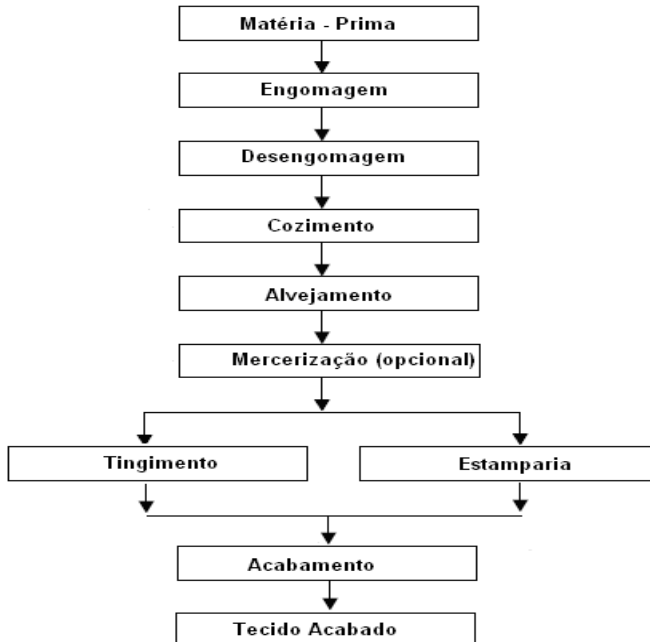 Matéria - Prima
Engomagem
Desengomagem
Cozimento
Alvejamento
Mercerização (opcional)
Tingimento
Estamparia
Acabamento
Tecido Acabado